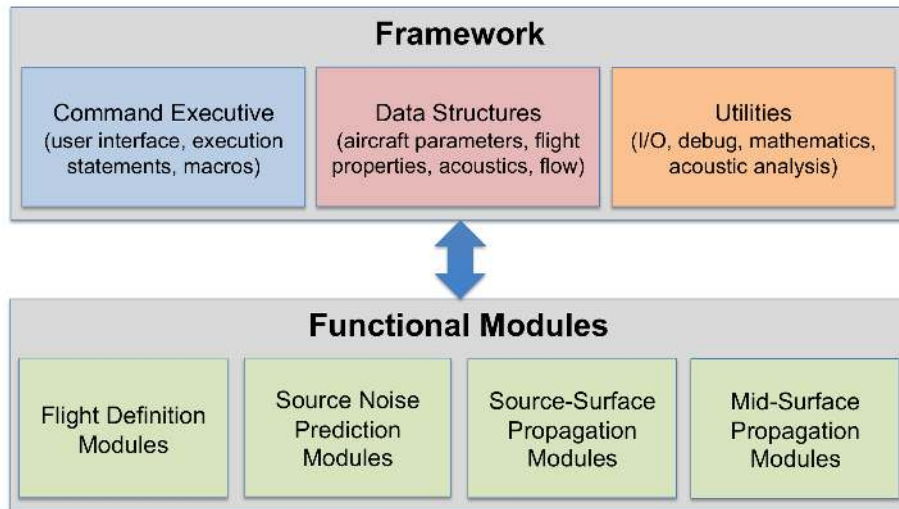 Framework
Command Executive
(user interface, execution
statements, macros)
Data Structures
(aircraft parameters, flight
properties, acoustics, flow)
Utilities
(I/O, debug, mathematics,
acoustic analysis)
Functional Modules
Flight Definition
Modules
Source Noise
Prediction
Modules
Source-Surface
Propagation
Modules
Mid-Surface
Propagation
Modules